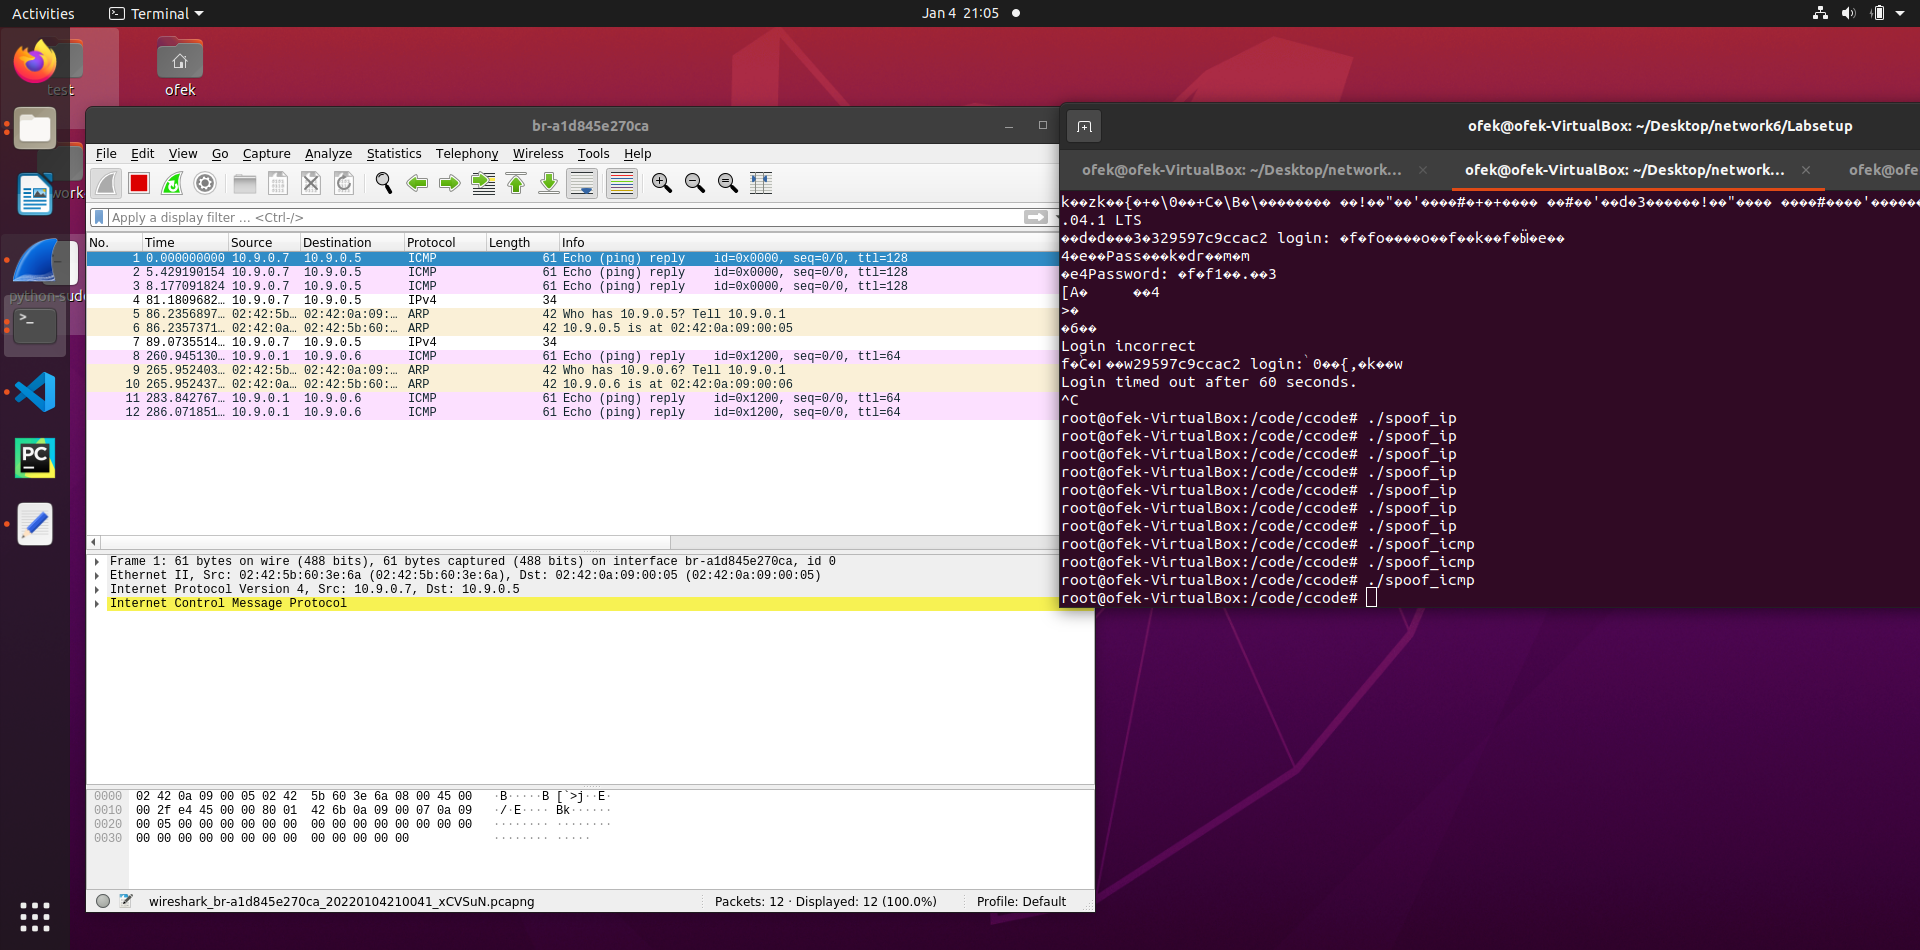 Activities
Terminal
Jan 4 21:05
test
ofek
python-sud
br-a1d845e270ca
File Edit View Go Capture Analyze Statistics Telephony Wireless Tools Help
Apply a display filter … <Ctrl-/>
No. Time Source Destination Protocol Length Info
1 0.000000000 10.9.0.7 10.9.0.5 ICMP 61 Echo (ping) reply id=0x0000, seq=0/0, ttl=128
2 5.429190154 10.9.0.7 10.9.0.5 ICMP 61 Echo (ping) reply id=0x0000, seq=0/0, ttl=128
3 8.177091824 10.9.0.7 10.9.0.5 ICMP 61 Echo (ping) reply id=0x0000, seq=0/0, ttl=128
4 81.1809682… 10.9.0.7 10.9.0.5 IPv4 34
5 86.2356897… 02:42:5b… 02:42:0a:09:… ARP 42 Who has 10.9.0.5? Tell 10.9.0.1
6 86.2357371… 02:42:0a… 02:42:5b:60:… ARP 42 10.9.0.5 is at 02:42:0a:09:00:05
7 89.0735514… 10.9.0.7 10.9.0.5 IPv4 34
8 260.945130… 10.9.0.1 10.9.0.6 ICMP 61 Echo (ping) reply id=0x1200, seq=0/0, ttl=64
9 265.952403… 02:42:5b… 02:42:0a:09:… ARP 42 Who has 10.9.0.6? Tell 10.9.0.1
10 265.952437… 02:42:0a… 02:42:5b:60:… ARP 42 10.9.0.6 is at 02:42:0a:09:00:06
11 283.842767… 10.9.0.1 10.9.0.6 ICMP 61 Echo (ping) reply id=0x1200, seq=0/0, ttl=64
12 286.071851… 10.9.0.1 10.9.0.6 ICMP 61 Echo (ping) reply id=0x1200, seq=0/0, ttl=64
Frame 1: 61 bytes on wire (488 bits), 61 bytes captured (488 bits) on interface br-a1d845e270ca, id 0
Ethernet II, Src: 02:42:5b:60:3e:6a (02:42:5b:60:3e:6a), Dst: 02:42:0a:09:00:05 (02:42:0a:09:00:05)
Internet Protocol Version 4, Src: 10.9.0.7, Dst: 10.9.0.5
Internet Control Message Protocol
0000 02 42 0a 09 00 05 02 42 5b 60 3e 6a 08 00 45 00 ·B·····B [`>j··E·
0010 00 2f e4 45 00 00 80 01 42 6b 0a 09 00 07 0a 09 ·/·E···· Bk······
0020 00 05 00 00 00 00 00 00 00 00 00 00 00 00 00 00 ········ ········
0030 00 00 00 00 00 00 00 00 00 00 00 00 00 ········ ·····
wireshark_br-a1d845e270ca_20220104210041_xCVSuN.pcapng
Packets: 12 · Displayed: 12 (100.0%)
Profile: Default
ofek@ofek-VirtualBox: ~/Desktop/network6/Labsetup
ofek@ofek-VirtualBox: ~/Desktop/network…
ofek@ofek-VirtualBox: ~/Desktop/network…
ofek@ofe
.04.1 LTS
��d�d���3�329597c9ccac2 login: �f�fo����o��f��k��f�
4�e��Pass���k�dr��m�m
�e4Password: �f�f1��.��3
[A� ��4
>�
�6��
Login incorrect
w29597c9ccac2 login:`0��{,�k��w
Login timed out after 60 seconds.
^C
root@ofek-VirtualBox:/code/ccode# ./spoof_ip
root@ofek-VirtualBox:/code/ccode# ./spoof_ip
root@ofek-VirtualBox:/code/ccode# ./spoof_ip
root@ofek-VirtualBox:/code/ccode# ./spoof_ip
root@ofek-VirtualBox:/code/ccode# ./spoof_ip
root@ofek-VirtualBox:/code/ccode# ./spoof_ip
root@ofek-VirtualBox:/code/ccode# ./spoof_ip
root@ofek-VirtualBox:/code/ccode# ./spoof_icmp
root@ofek-VirtualBox:/code/ccode# ./spoof_icmp
root@ofek-VirtualBox:/code/ccode# ./spoof_icmp
root@ofek-VirtualBox:/code/ccode#